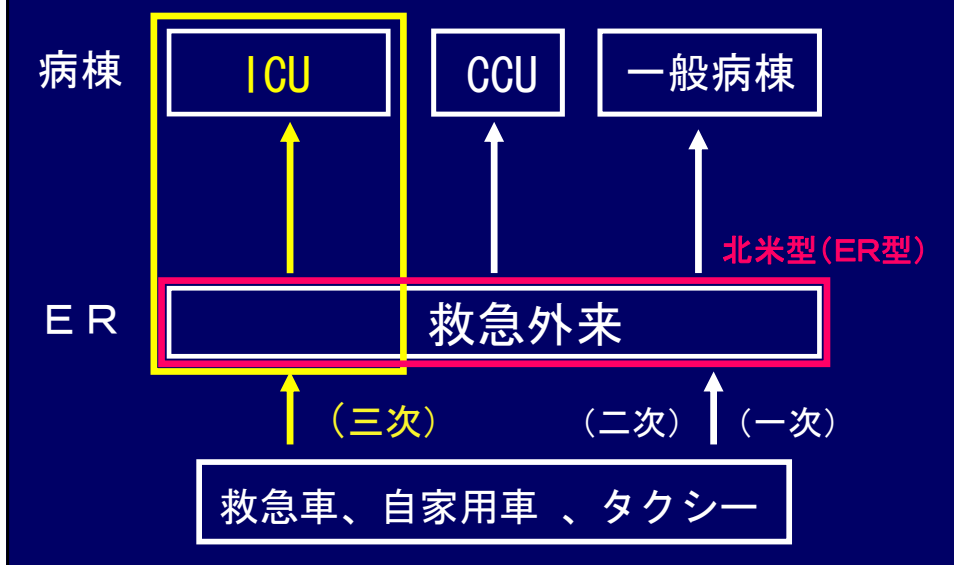 病棟
ICU
CCU
一般病棟
北米型(ER型)
ER
救急外来
(三次)
(二次)
(一次)
救急車、自家用車 、タクシー